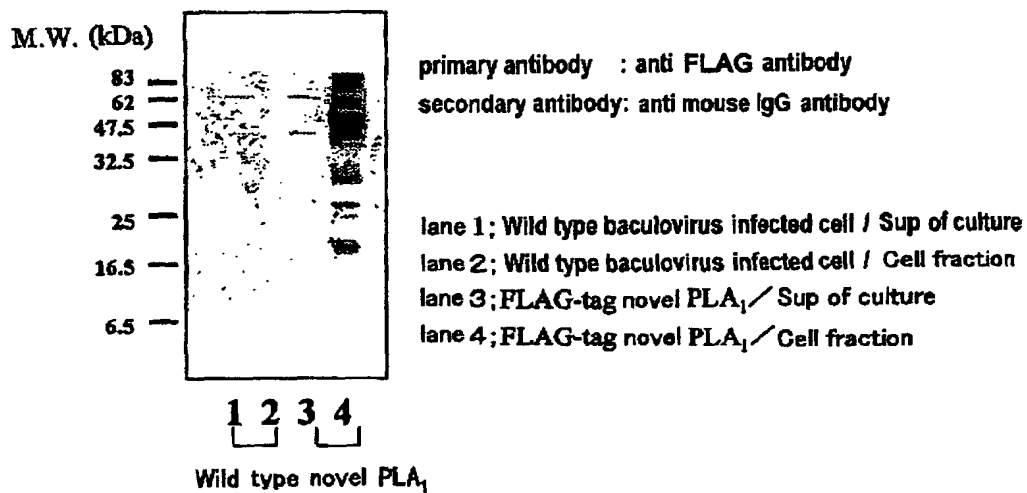 M.W. (kDa)
83
62
47.5
32.5
25
16.5
6.5
primary antibody : anti FLAG antibody
secondary antibody: anti mouse IgG antibody
lane 1; Wild type baculovirus infected cell / Sup of culture
lane 2; Wild type baculovirus infected cell / Cell fraction
lane 3; FLAG-tag novel PLA₁／Sup of culture
lane 4; FLAG-tag novel PLA₁／Cell fraction
1 2 3 4
Wild type novel PLA₁